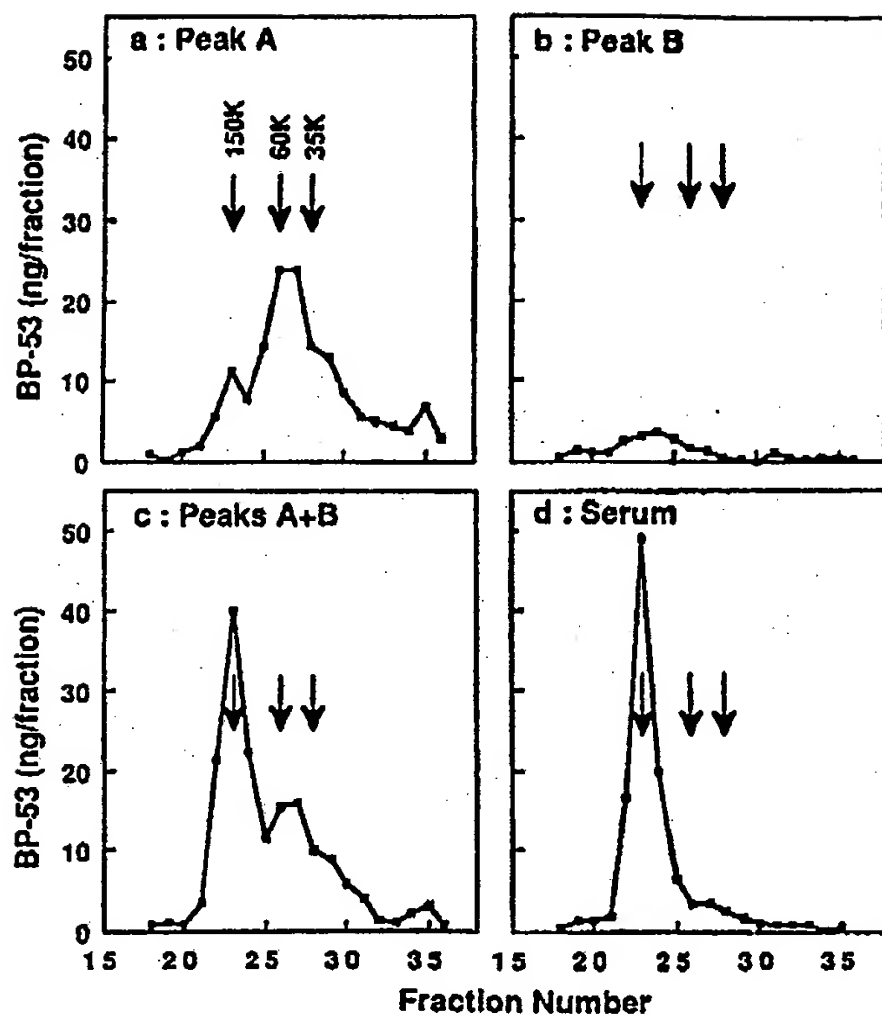 a : Peak A
b : Peak B
50
40
30
20
10
0
BP-53 (ng/fraction)
150K
60K
35K
c : Peaks A+B
d : Serum
50
40
30
20
10
0
BP-53 (ng/fraction)
15 20 25 30 35
15 20 25 30 35
Fraction Number